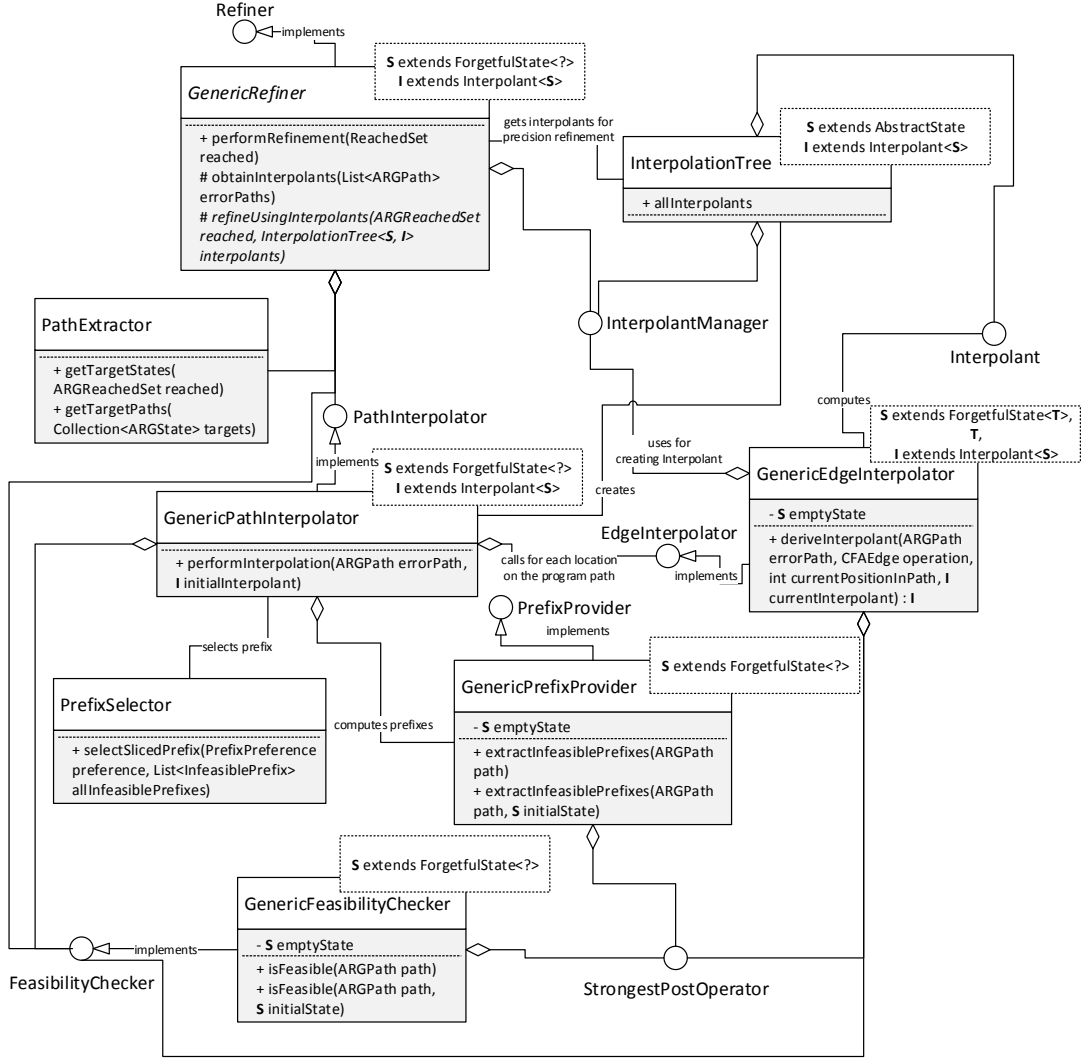 Refiner
implements
S extends ForgetfulState<?>
I extends Interpolant<S>
GenericRefiner
+ performRefinement(ReachedSet
reached)
# obtainInterpolants(List<ARGPath>
errorPaths)
# refineUsingInterpolants(ARGReachedSet
reached, InterpolationTree<S, I>
interpolants)
gets interpolants for
precision refinement
S extends AbstractState
I extends Interpolant<S>
InterpolationTree
+ allInterpolants
PathExtractor
+ getTargetStates(
ARGReachedSet reached)
+ getTargetPaths(
Collection<ARGState> targets)
InterpolantManager
Interpolant
PathInterpolator
implements
computes
S extends ForgetfulState<T>,
T,
I extends Interpolant<S>
uses for
creating Interpolant
GenericEdgeInterpolator
- S emptyState
+ deriveInterpolant(ARGPath
errorPath, CFAEdge operation,
int currentPositionInPath, I
currentInterpolant) : I
S extends ForgetfulState<?>
I extends Interpolant<S>
GenericPathInterpolator
+ performInterpolation(ARGPath errorPath,
I initialInterpolant)
creates
EdgeInterpolator
calls for each location
on the program path
implements
PrefixProvider
implements
selects prefix
S extends ForgetfulState<?>
GenericPrefixProvider
- S emptyState
+ extractInfeasiblePrefixes(ARGPath
path)
+ extractInfeasiblePrefixes(ARGPath
path, S initialState)
PrefixSelector
+ selectSlicedPrefix(PrefixPreference
preference, List<InfeasiblePrefix>
allInfeasiblePrefixes)
computes prefixes
S extends ForgetfulState<?>
GenericFeasibilityChecker
- S emptyState
+ isFeasible(ARGPath path)
+ isFeasible(ARGPath path,
S initialState)
implements
FeasibilityChecker
StrongestPostOperator